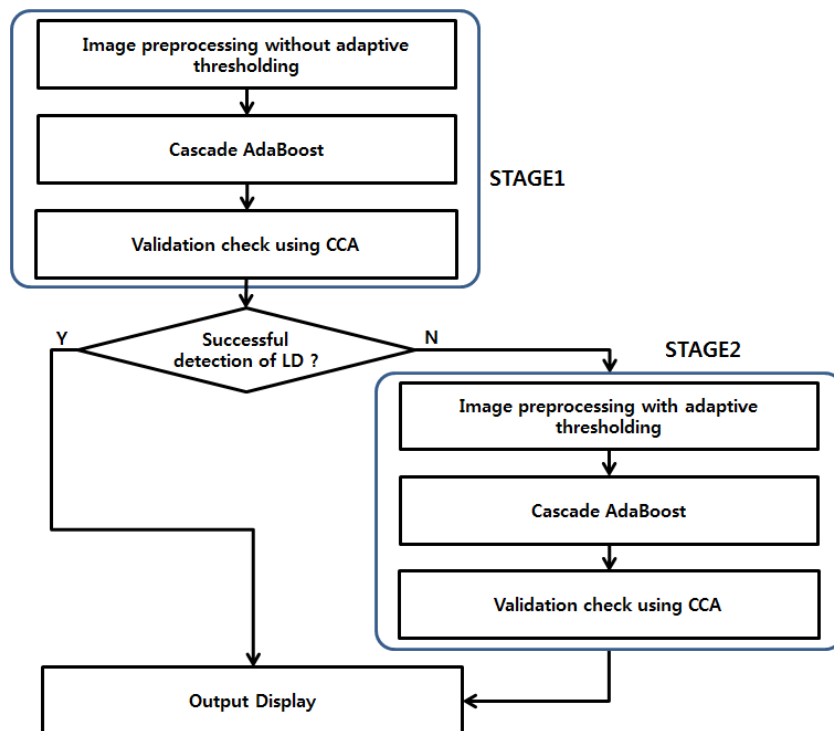 Image preprocessing without adaptive
thresholding
Cascade AdaBoost
STAGE1
Validation check using CCA
Y
Successful
detection of LD ?
N
STAGE2
Image preprocessing with adaptive
thresholding
Cascade AdaBoost
Validation check using CCA
Output Display